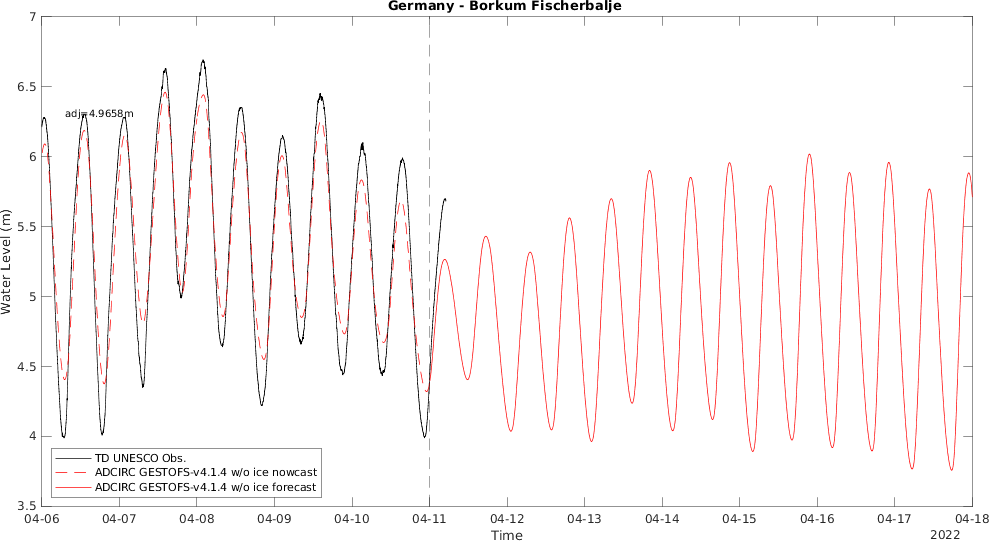 Germany - Borkum Fischerbalje
7
6.5
6
5.5
5
4.5
4
3.5
Water Level (m)
adj=4.9658m
TD UNESCO Obs.
ADCIRC GESTOFS-v4.1.4 w/o ice nowcast
ADCIRC GESTOFS-v4.1.4 w/o ice forecast
04-06 04-07 04-08 04-09 04-10 04-11 04-12 04-13 04-14 04-15 04-16 04-17 04-18
Time
2022